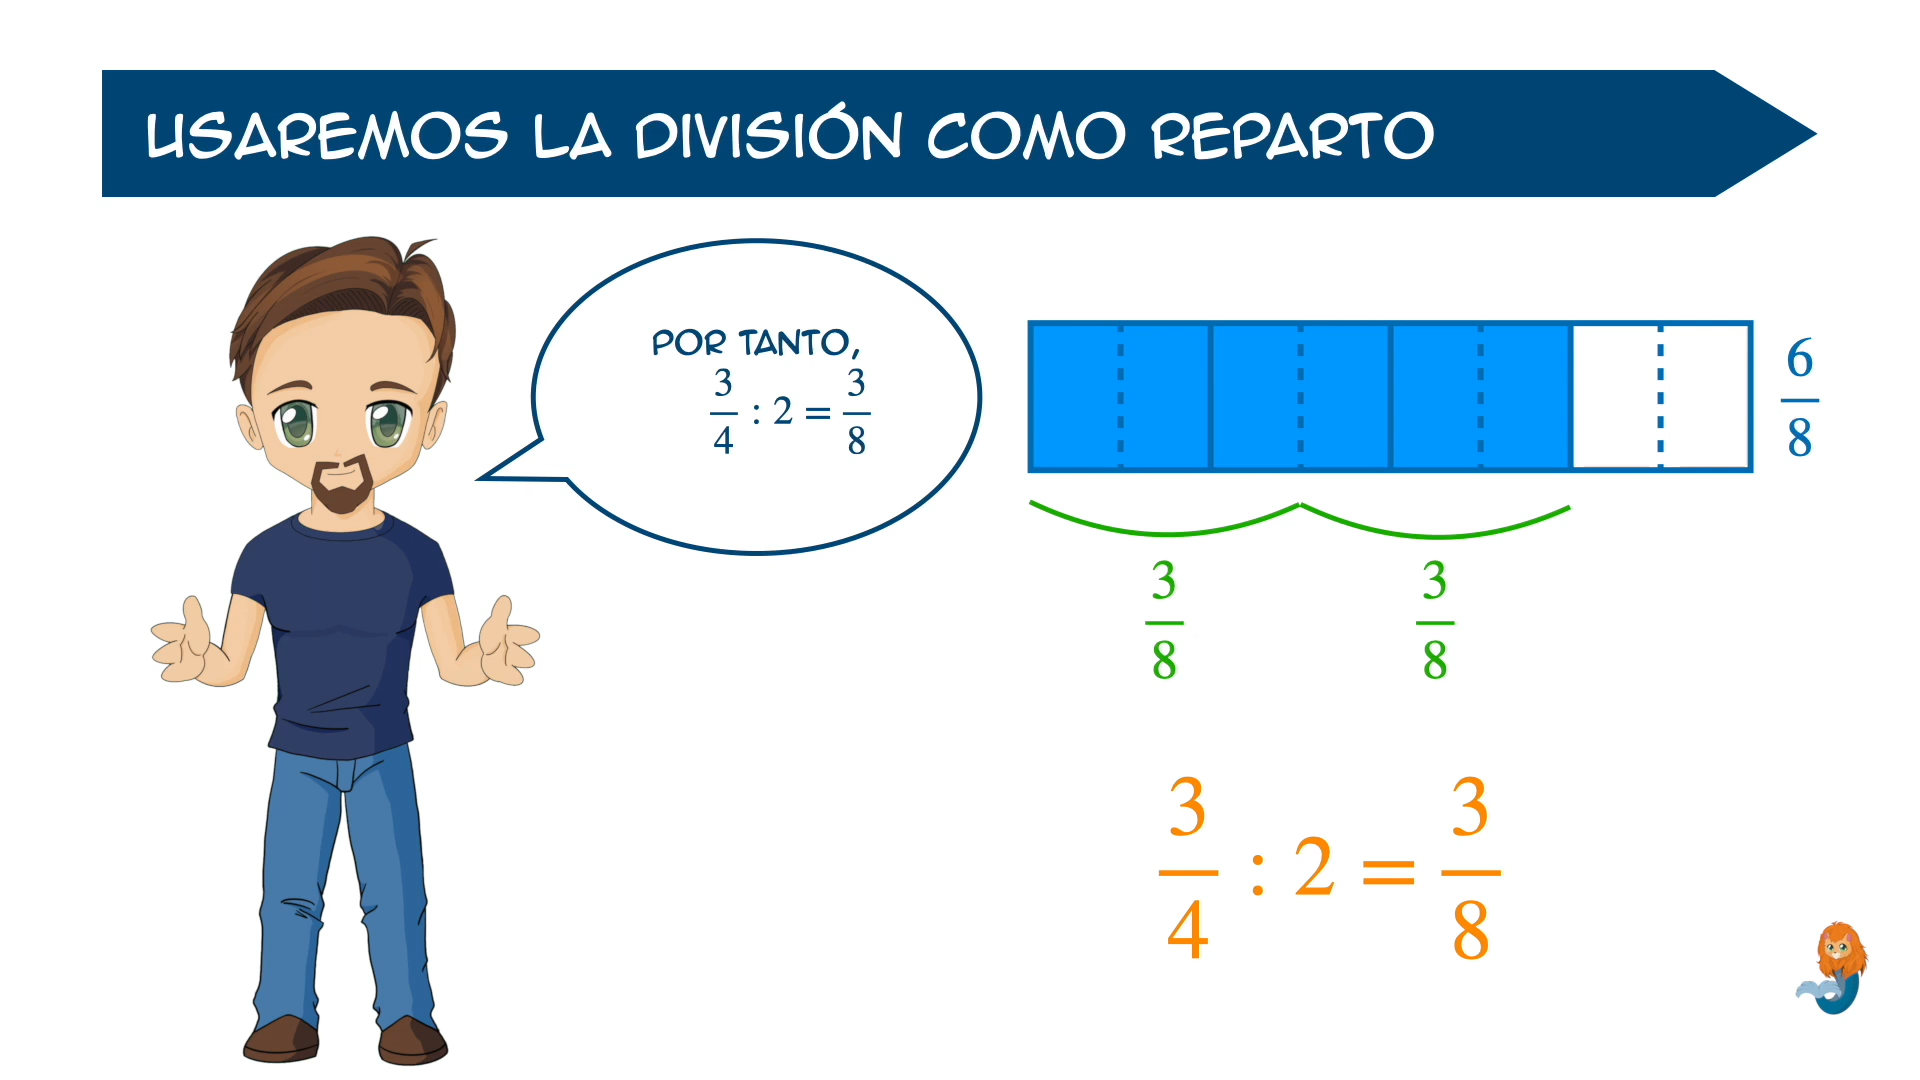 USAREMOS LA DIVISIÓN COMO REPARTO
POR TANTO,
3/4 : 2 = 3/8
6/8
3/8 3/8
3/4 : 2 = 3/8